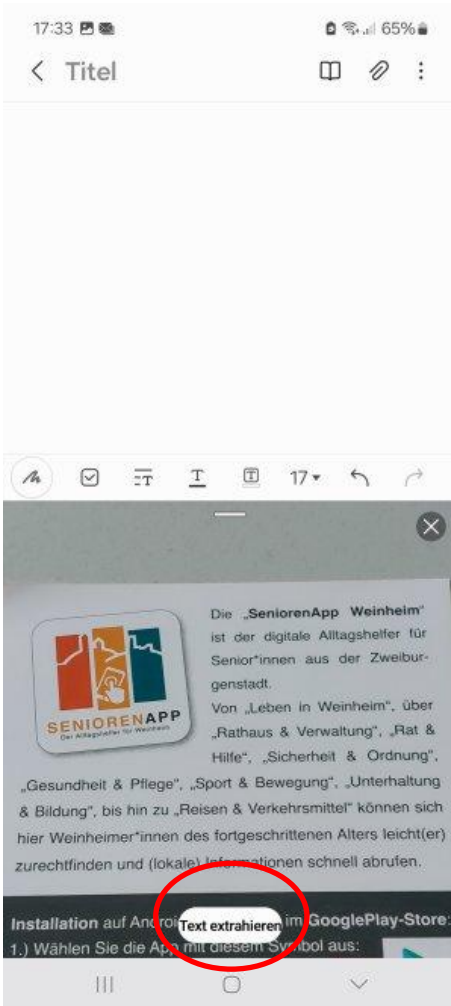 17:33
65%
Titel
17
Die „SeniorenApp Weinheim"
ist der digitale Alltagshelfer für
Senior*innen aus der Zweibur-
genstadt.
Von „Leben in Weinheim", über
„Rathaus & Verwaltung", „Rat &
Hilfe", „Sicherheit & Ordnung",
„Gesundheit & Pflege", „Sport & Bewegung", „Unterhaltung
& Bildung", bis hin zu „Reisen & Verkehrsmittel" können sich
hier Weinheimer*innen des fortgeschrittenen Alters leicht(er)
zurechtfinden und (lokale) Informationen schnell abrufen.
SENIORENAPP
Der Alltagshelfer für Weinheim
Installation auf im GooglePlay-Store:
Text extrahieren
1.) Wählen Sie die App mit diesem Symbol aus: